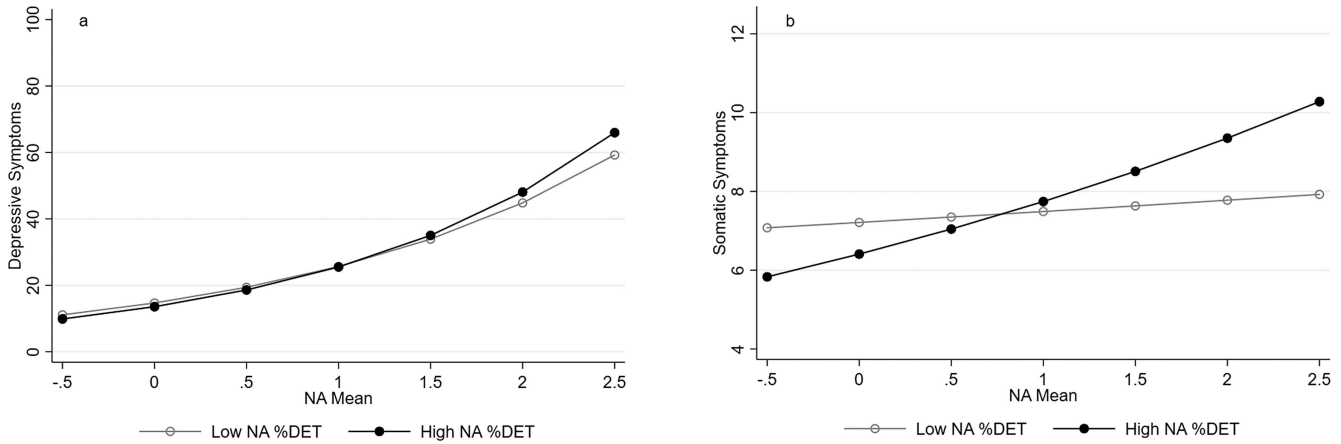 a
Depressive Symptoms
100
80
60
40
20
0
-.5 0 .5 1 1.5 2 2.5
NA Mean
Low NA %DET High NA %DET
b
Somatic Symptoms
12
10
8
6
4
-.5 0 .5 1 1.5 2 2.5
NA Mean
Low NA %DET High NA %DET